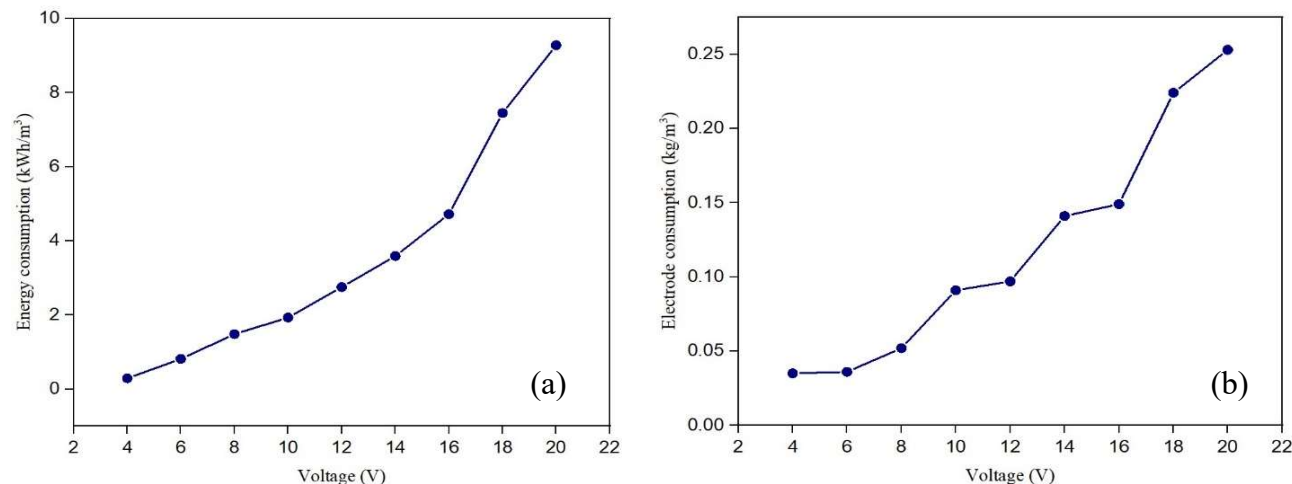 10
8
6
4
2
0
Energy consumption (kWh/m³)
2 4 6 8 10 12 14 16 18 20 22
Voltage (V)
(a)
0.25
0.20
0.15
0.10
0.05
0.00
Electrode consumption (kg/m³)
2 4 6 8 10 12 14 16 18 20 22
Voltage (V)
(b)